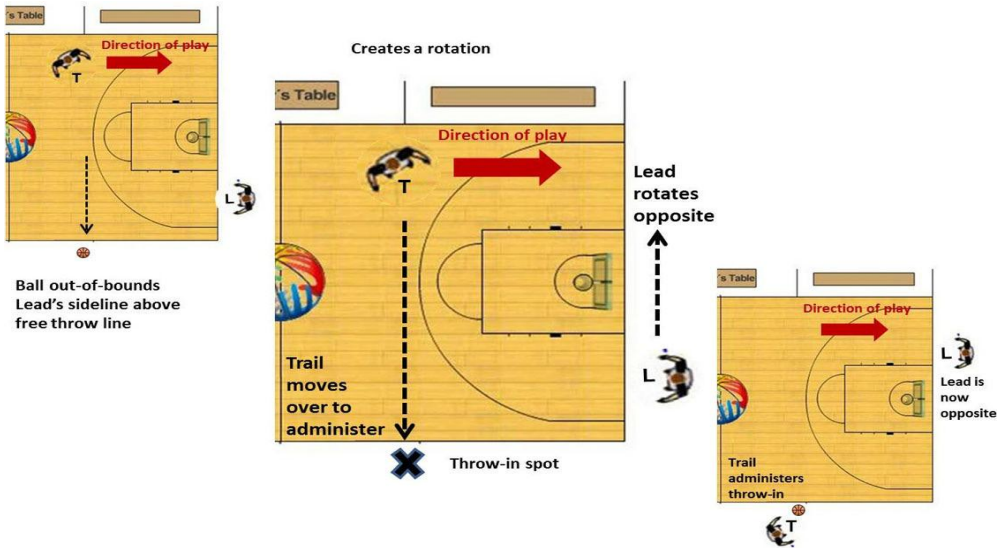 's Table
Direction of play
T
L
Ball out-of-bounds
Lead's sideline above
free throw line
Creates a rotation
's Table
Direction of play
T
Lead
rotates
opposite
L
Trail
moves
over to
administer
Throw-in spot
's Table
Direction of play
L
Lead is
now
opposite
Trail
administers
throw-in
T